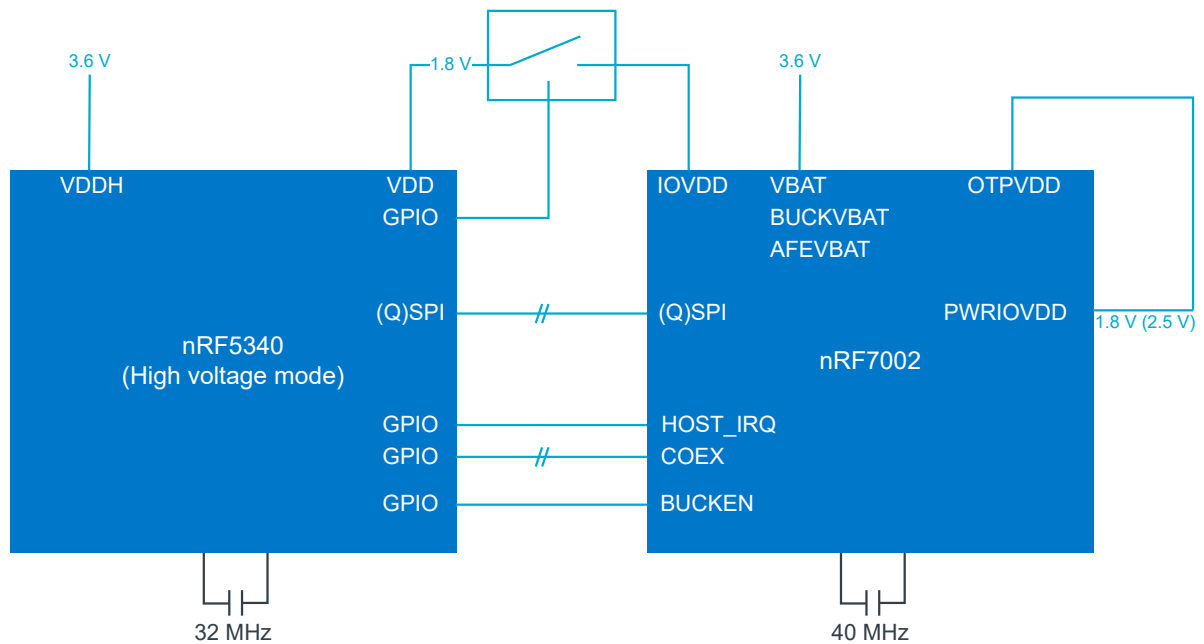 3.6 V
1.8 V
3.6 V
VDDH
VDD
GPIO
IOVDD
VBAT
BUCKVBAT
AFEVBAT
OTPVDD
(Q)SPI
(Q)SPI
PWRIOVDD
1.8 V (2.5 V)
nRF5340
(High voltage mode)
nRF7002
GPIO
HOST_IRQ
GPIO
COEX
GPIO
BUCKEN
32 MHz
40 MHz